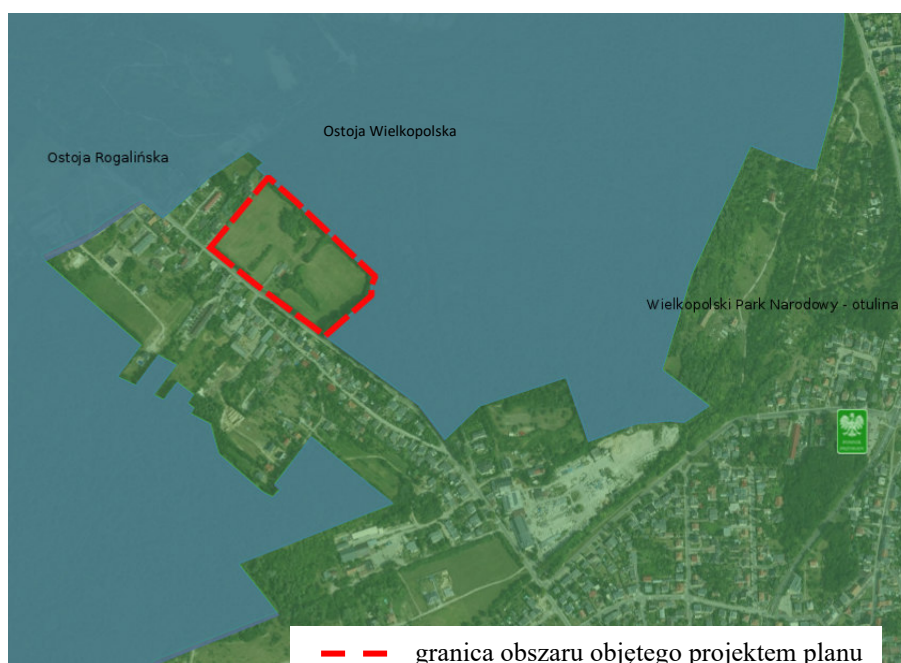 Ostoja Wielkopolska
Ostoja Rogalińska
Wielkopolski Park Narodowy - otulina
granica obszaru objętego projektem planu